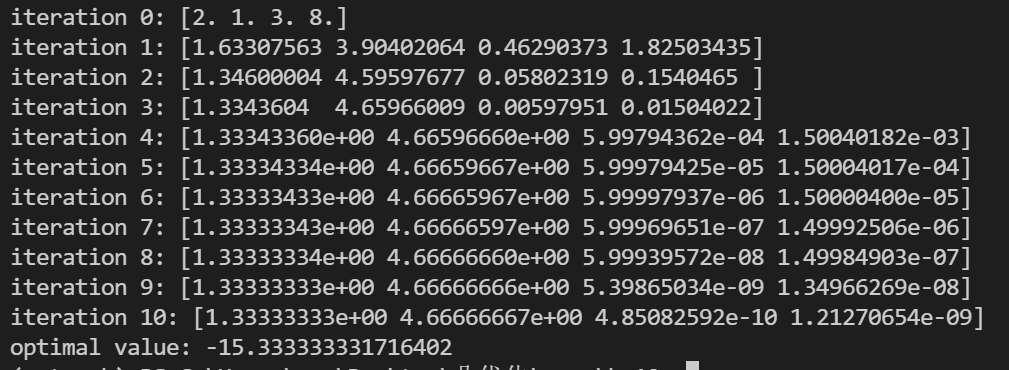 iteration 0: [2. 1. 3. 8.]
iteration 1: [1.63307563 3.90402064 0.46290373 1.82503435]
iteration 2: [1.34600004 4.59597677 0.05802319 0.1540465 ]
iteration 3: [1.3343604  4.65966009 0.00597951 0.01504022]
iteration 4: [1.33343360e+00 4.66596660e+00 5.99794362e-04 1.50040182e-03]
iteration 5: [1.33334334e+00 4.66659667e+00 5.99979425e-05 1.50004017e-04]
iteration 6: [1.33333433e+00 4.66665967e+00 5.99997937e-06 1.50000400e-05]
iteration 7: [1.33333343e+00 4.66666597e+00 5.99969651e-07 1.49992506e-06]
iteration 8: [1.33333334e+00 4.66666660e+00 5.99939572e-08 1.49984903e-07]
iteration 9: [1.33333333e+00 4.66666666e+00 5.39865034e-09 1.34966269e-08]
iteration 10: [1.33333333e+00 4.66666667e+00 4.85082592e-10 1.21270654e-09]
optimal value: -15.333333331716402